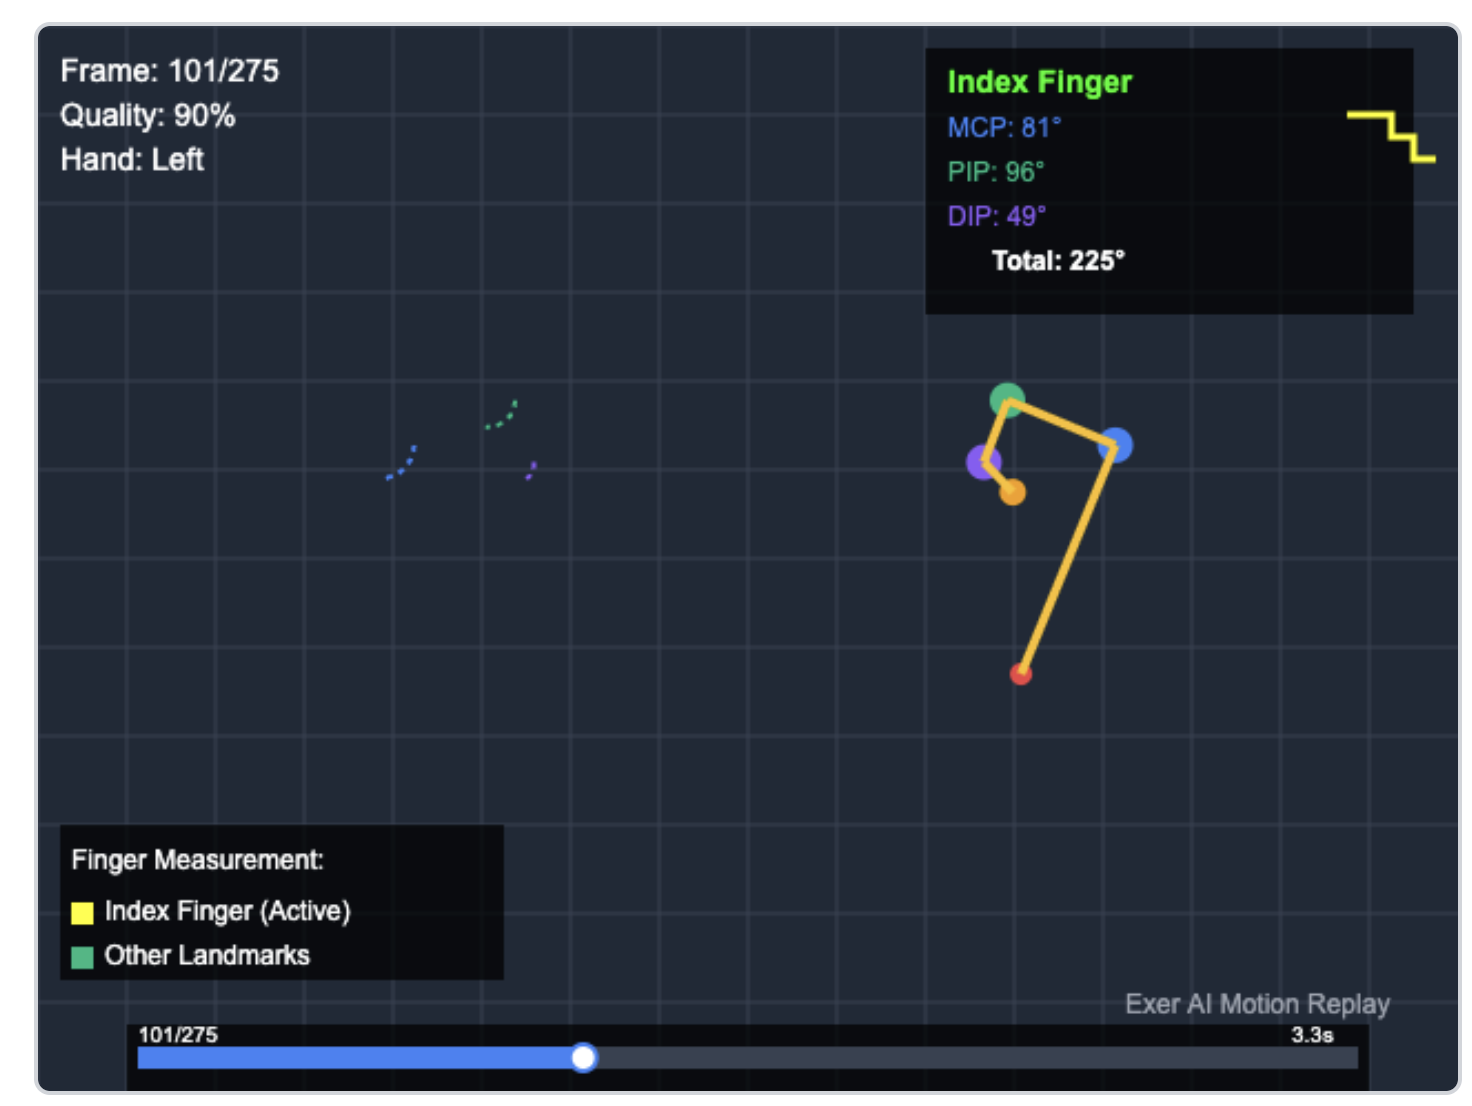 Frame: 101/275
Quality: 90%
Hand: Left
Index Finger
MCP: 81°
PIP: 96°
DIP: 49°
Total: 225°
Finger Measurement:
Index Finger (Active)
Other Landmarks
Exer AI Motion Replay
101/275
3.3s